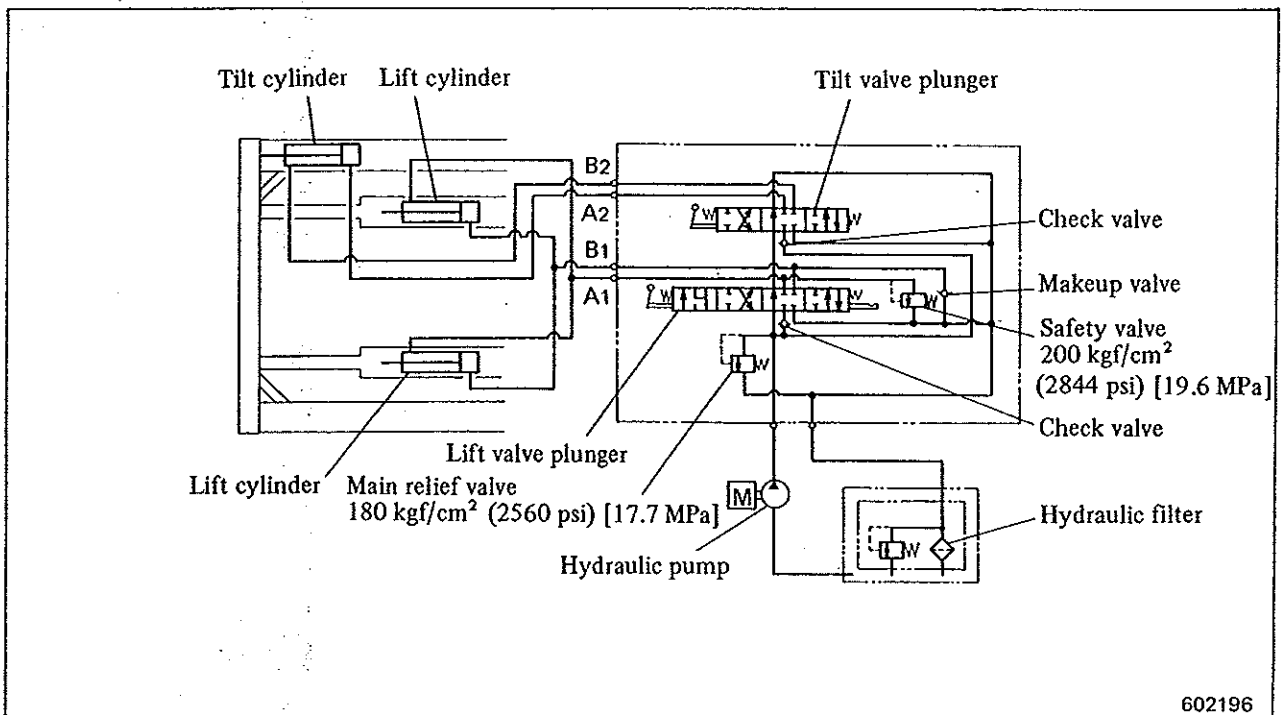 Tilt cylinder
Lift cylinder
Tilt valve plunger
B2
A2
B1
A1
Check valve
Makeup valve
Safety valve
200 kgf/cm²
(2844 psi) [19.6 MPa]
Check valve
Lift valve plunger
Lift cylinder
Main relief valve
180 kgf/cm² (2560 psi) [17.7 MPa]
M
Hydraulic pump
Hydraulic filter
602196